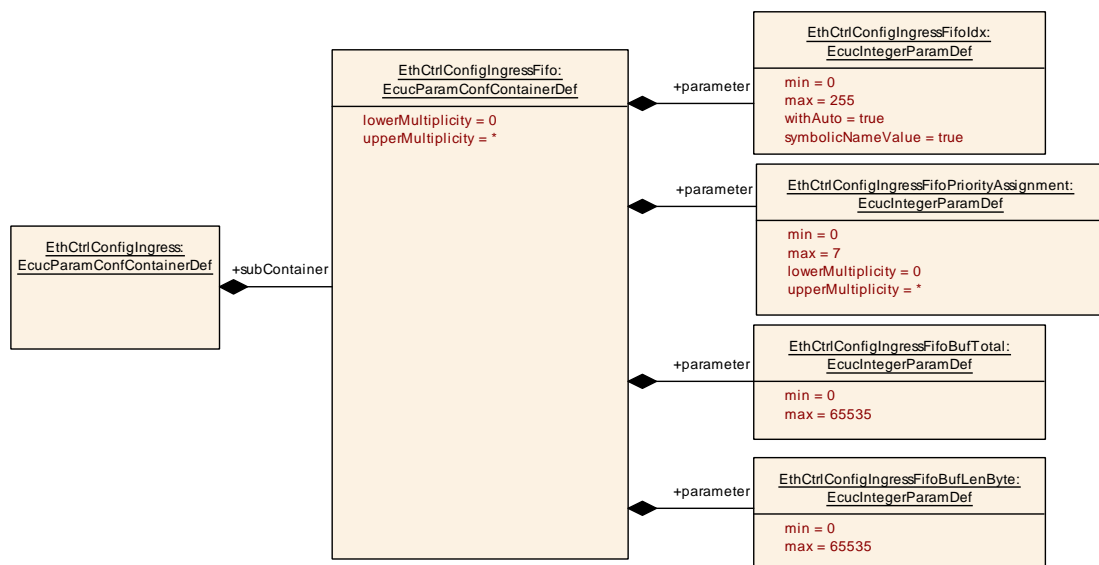 EthCtrlConfigIngress:
EcucParamConfContainerDef
+subContainer
EthCtrlConfigIngressFifo:
EcucParamConfContainerDef
lowerMultiplicity = 0
upperMultiplicity = *
+parameter
EthCtrlConfigIngressFifoIdx:
EcucIntegerParamDef
min = 0
max = 255
withAuto = true
symbolicNameValue = true
+parameter
EthCtrlConfigIngressFifoPriorityAssignment:
EcucIntegerParamDef
min = 0
max = 7
lowerMultiplicity = 0
upperMultiplicity = *
+parameter
EthCtrlConfigIngressFifoBufTotal:
EcucIntegerParamDef
min = 0
max = 65535
+parameter
EthCtrlConfigIngressFifoBufLenByte:
EcucIntegerParamDef
min = 0
max = 65535